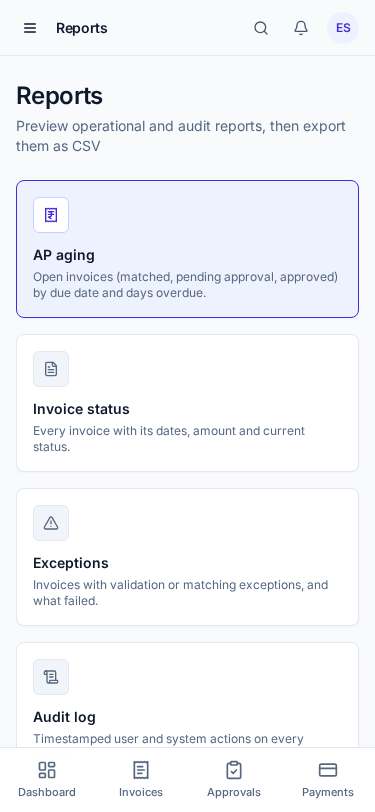 Reports
ES
Reports
Preview operational and audit reports, then export
them as CSV
AP aging
Open invoices (matched, pending approval, approved)
by due date and days overdue.
Invoice status
Every invoice with its dates, amount and current
status.
Exceptions
Invoices with validation or matching exceptions, and
what failed.
Audit log
Timestamped user and system actions on every
Dashboard
Invoices
Approvals
Payments